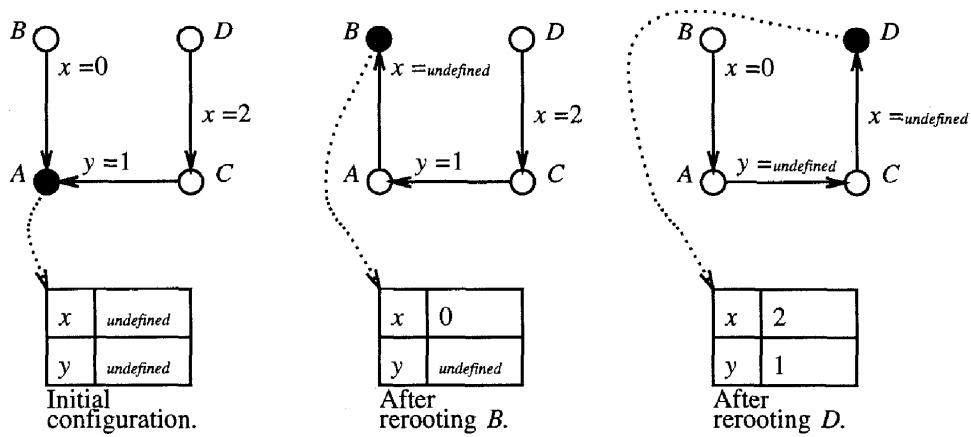 B
D
x =0
x =2
A
y =1
C
x undefined
y undefined
Initial
configuration.
B
D
x =undefined
x =2
A
y =1
C
x 0
y undefined
After
rerooting B.
B
D
x =0
x =undefined
A
y =undefined
C
x 2
y 1
After
rerooting D.